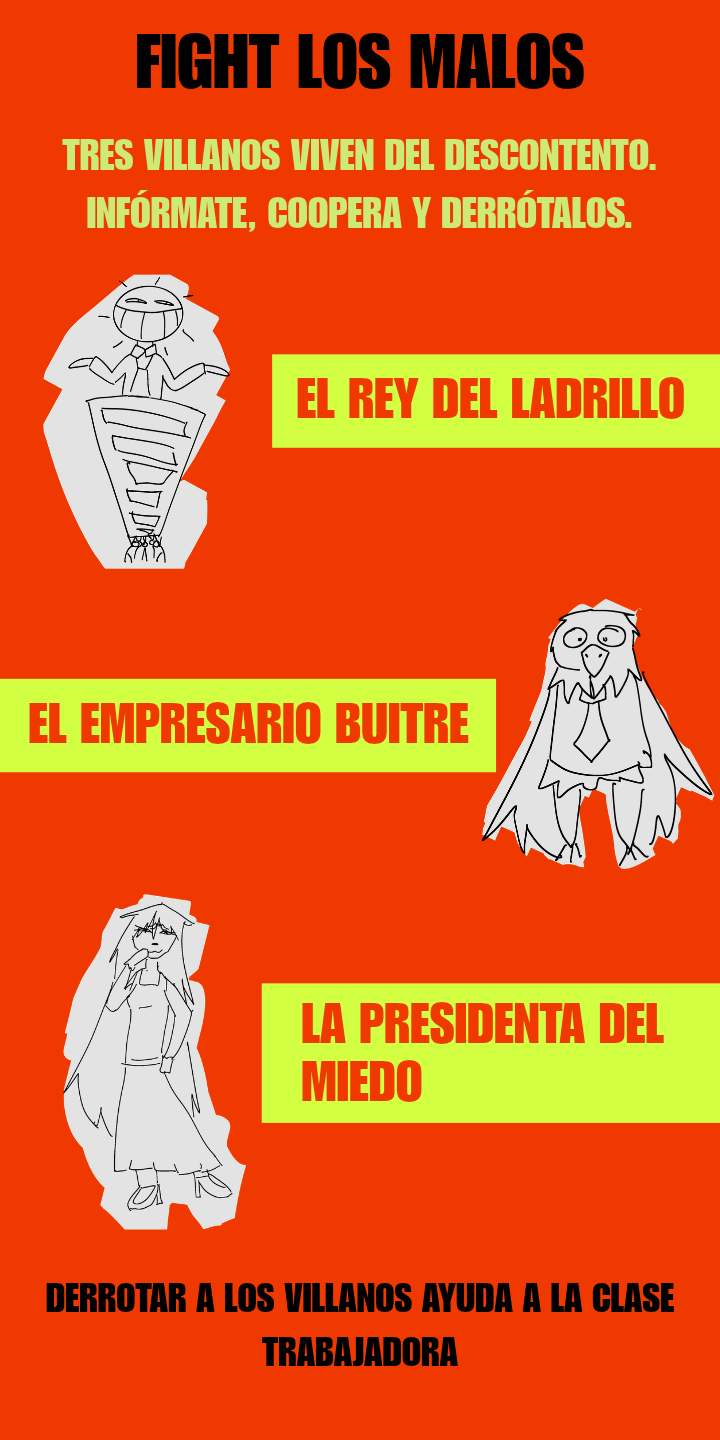 FIGHT LOS MALOS
TRES VILLANOS VIVEN DEL DESCONTENTO.
INFÓRMATE, COOPERA Y DERRÓTALOS.
EL REY DEL LADRILLO
EL EMPRESARIO BUITRE
LA PRESIDENTA DEL
MIEDO
DERROTAR A LOS VILLANOS AYUDA A LA CLASE
TRABAJADORA